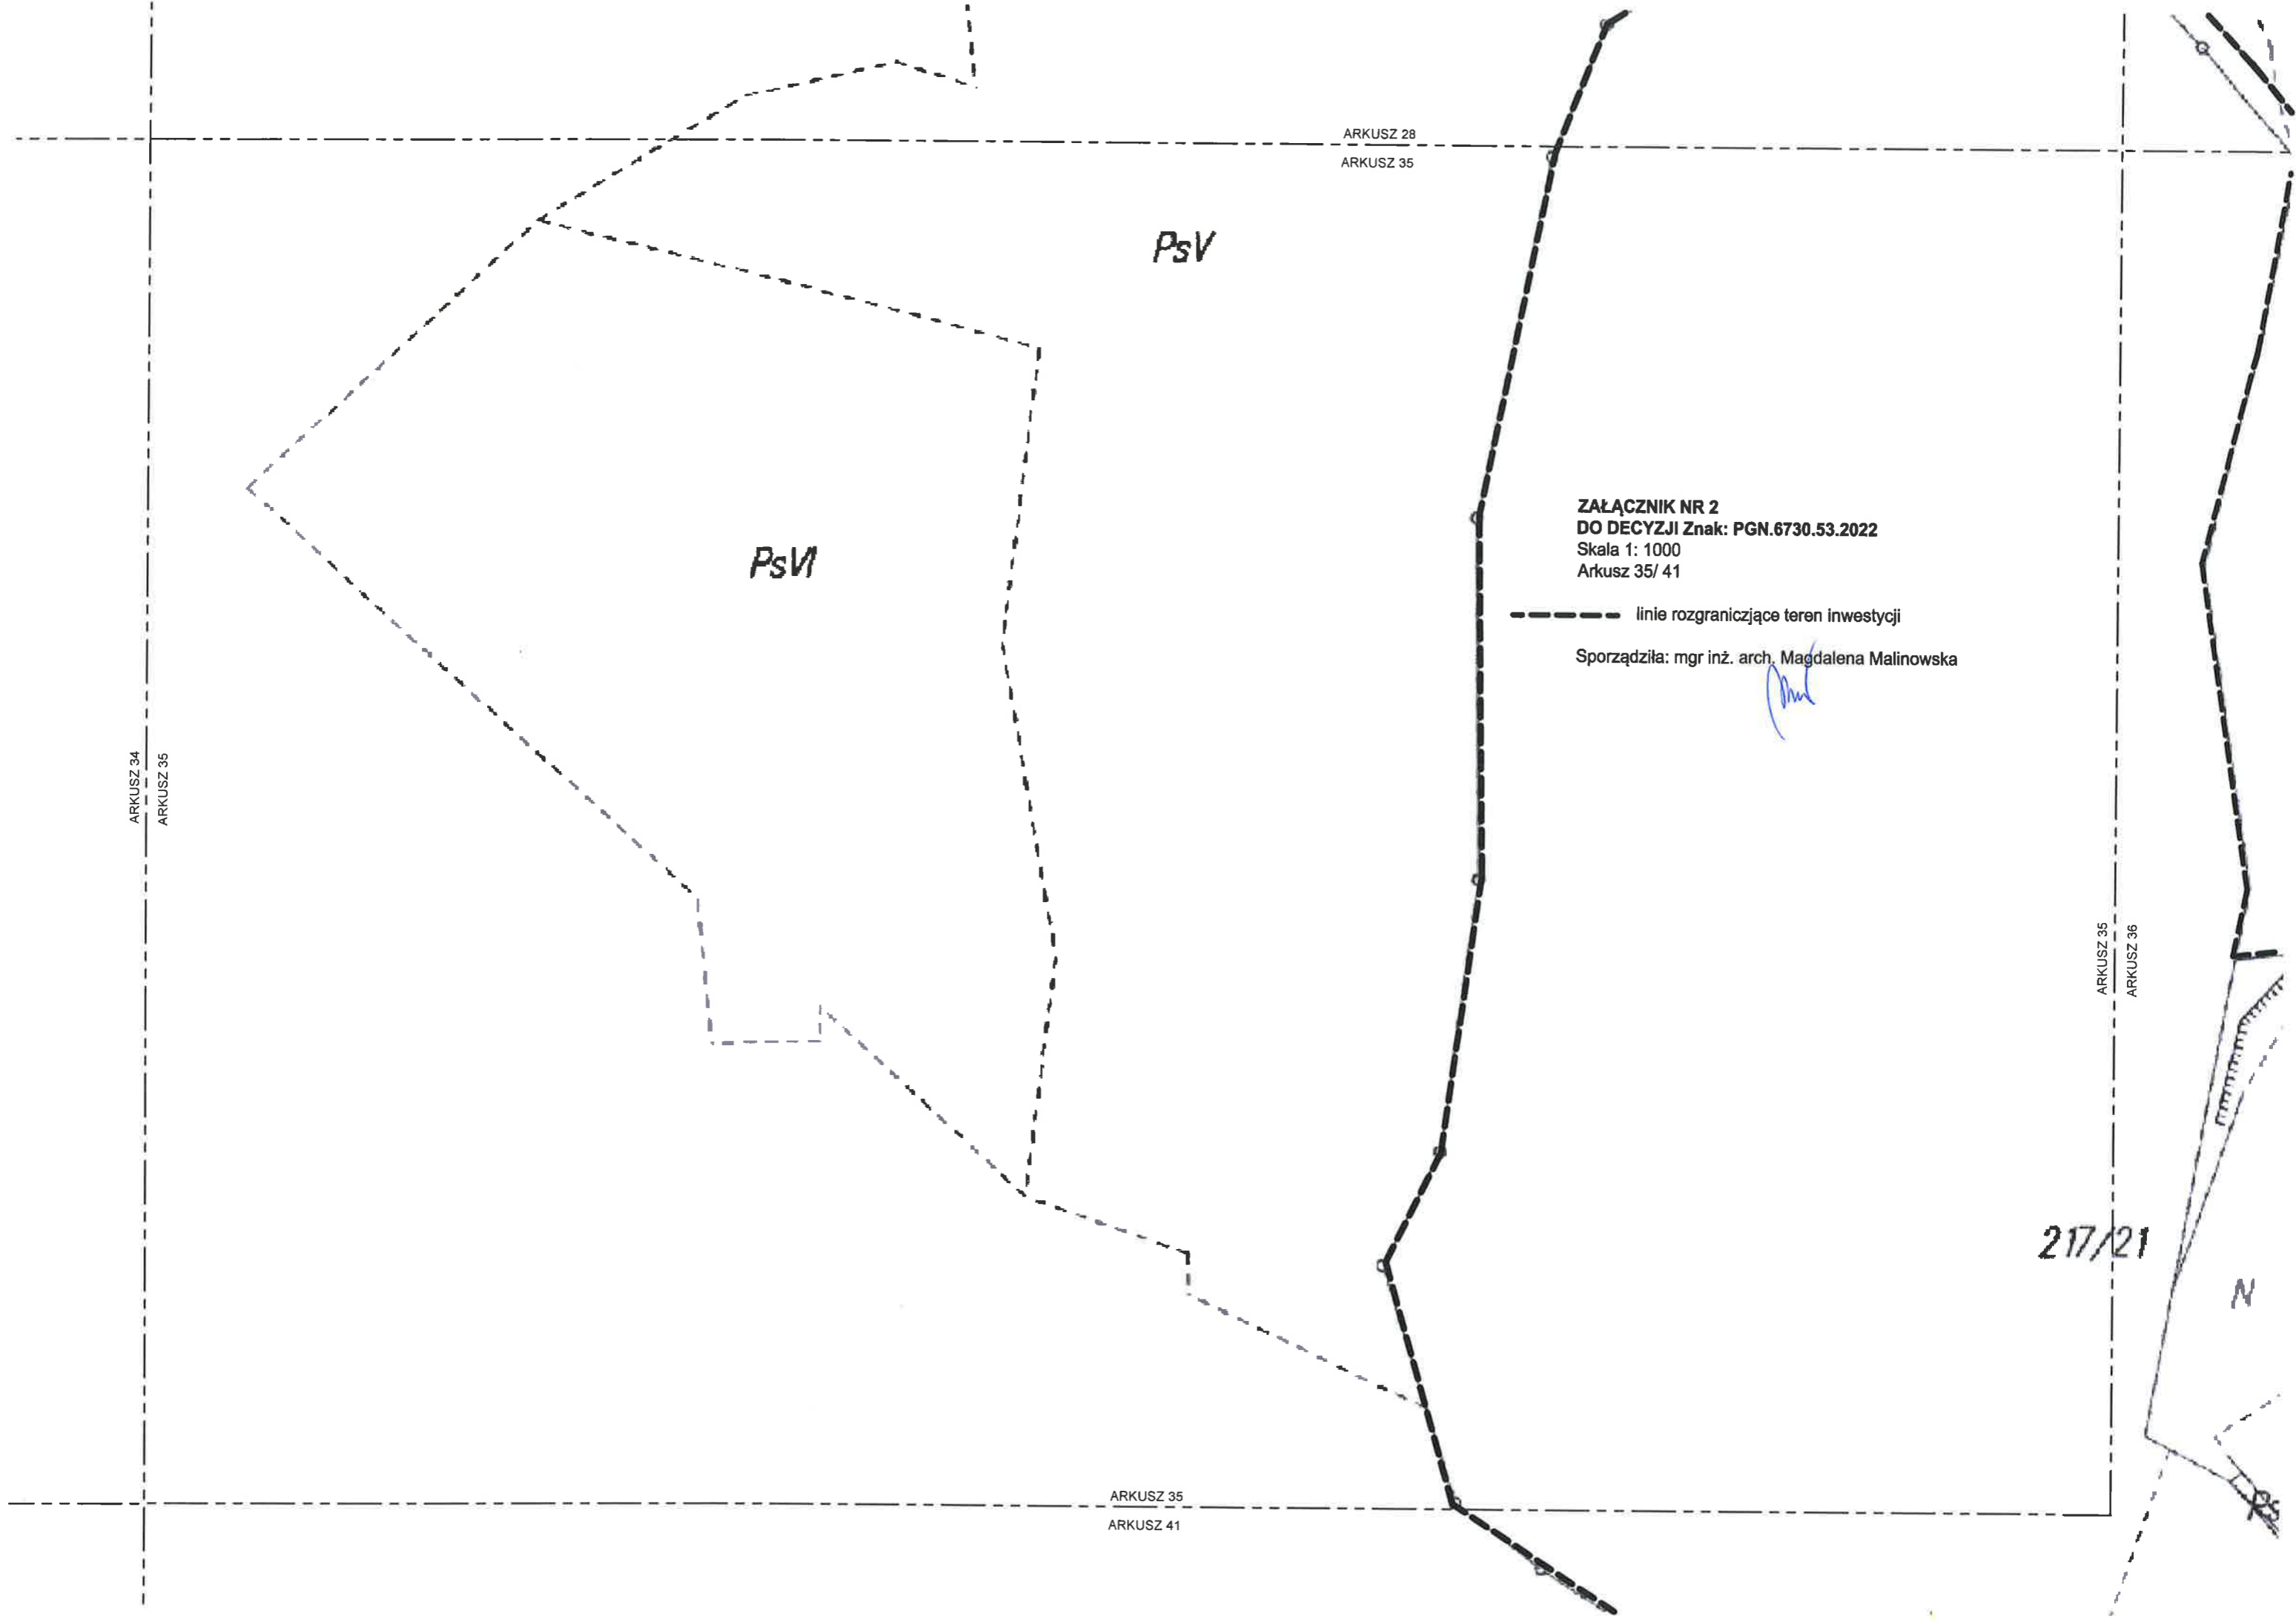 ARKUSZ 28
ARKUSZ 35
PsV
ZAŁĄCZNIK NR 2
DO DECYZJI Znak: PGN.6730.53.2022
Skala 1: 1000
Arkusz 35/ 41
linie rozgraniczjące teren inwestycji
Sporządziła: mgr inż. arch. Magdalena Malinowska
PsVI
ARKUSZ 34
ARKUSZ 35
ARKUSZ 35
ARKUSZ 36
217/21
N
Ps
ARKUSZ 35
ARKUSZ 41